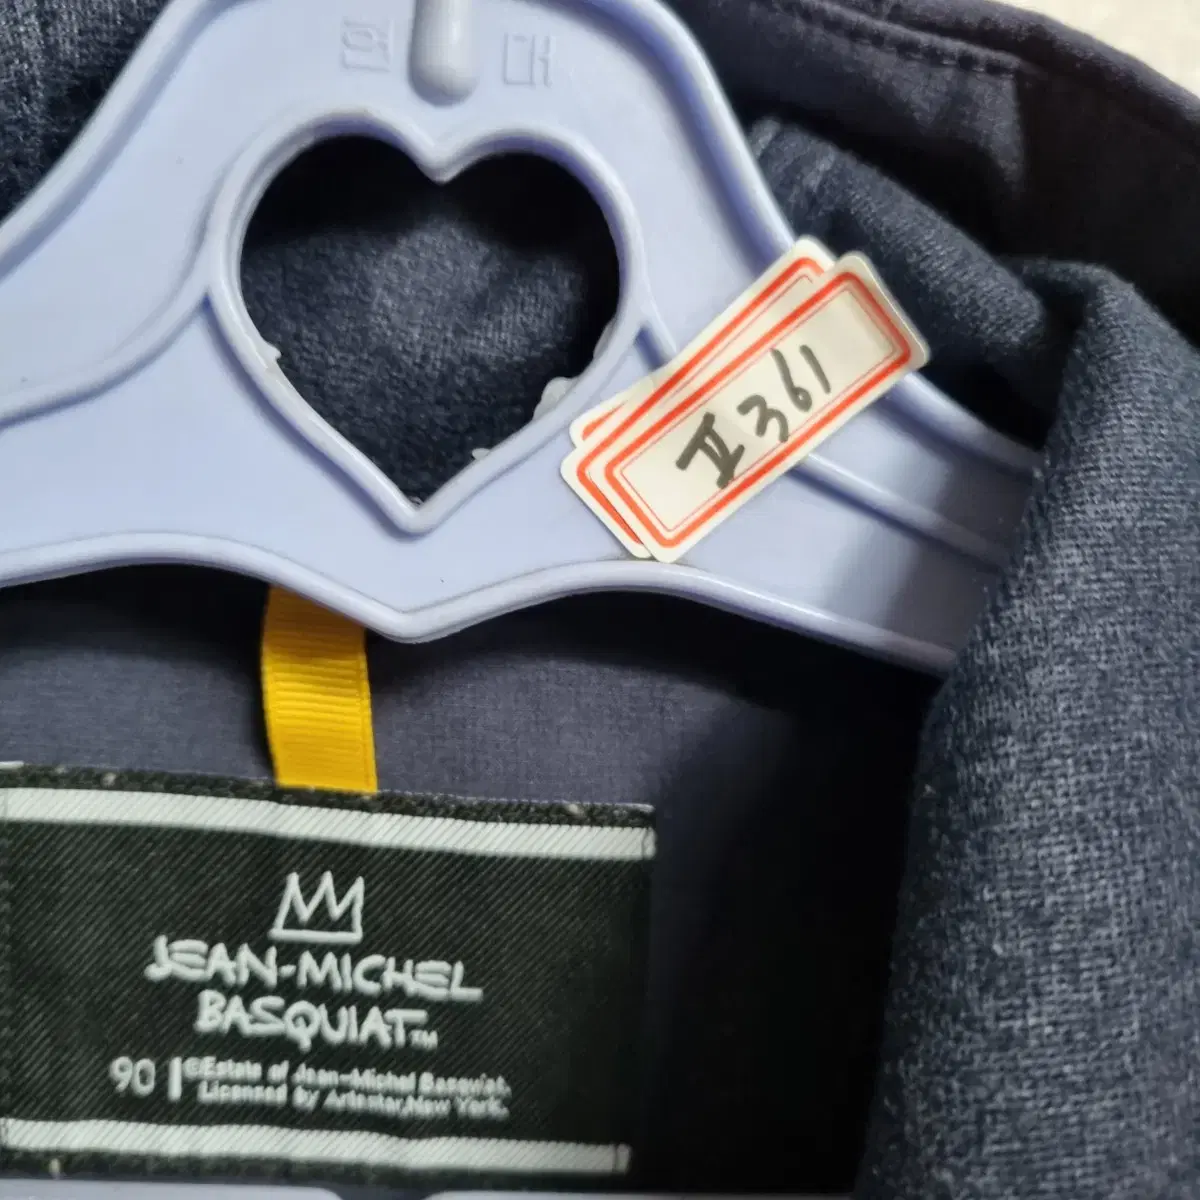 Ⅱ361
JEAN-MICHEL
BASQUIAT™
90
©Estate of Jean-Michel Basquiat.
Licensed by Artestar, New York.